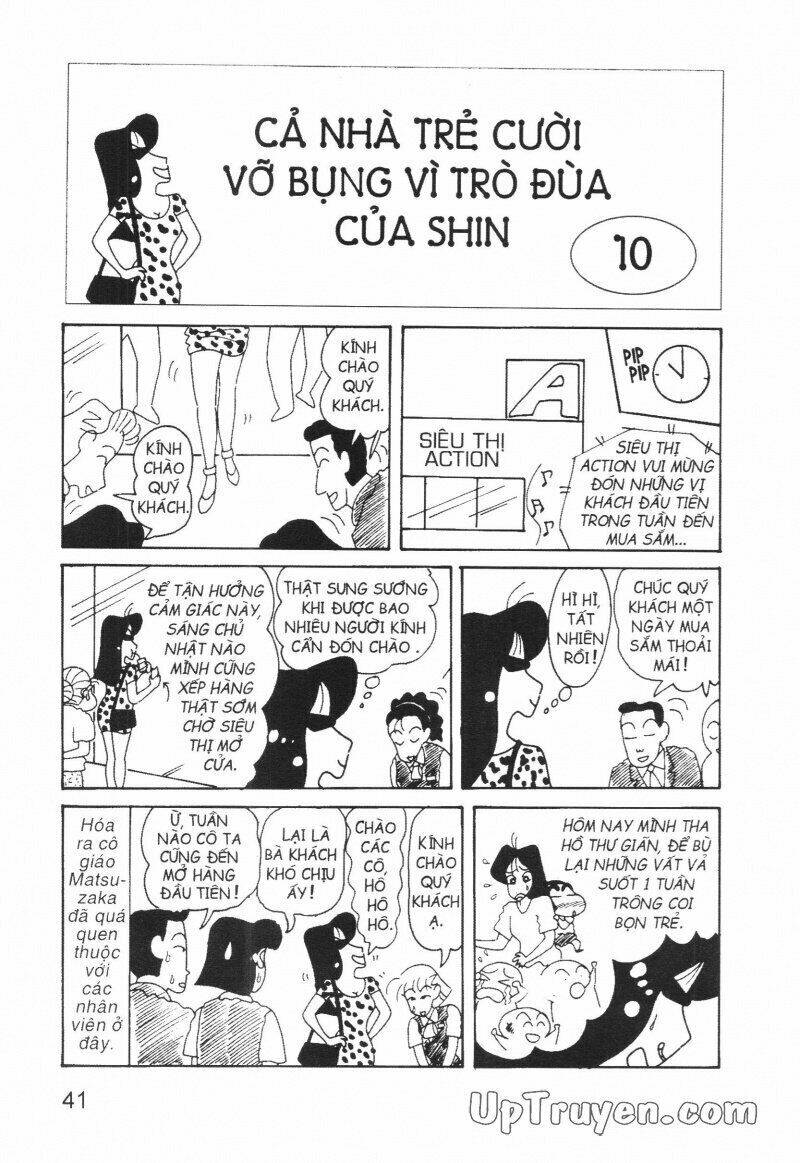 CẢ NHÀ TRẺ CƯỜI
VỠ BỤNG VÌ TRÒ ĐÙA
CỦA SHIN
10
PIP
PIP
A
SIÊU THỊ
ACTION
SIÊU THỊ
ACTION VUI MỪNG
ĐÓN NHỮNG VỊ
KHÁCH ĐẦU TIÊN
TRONG TUẦN ĐẾN
MUA SẮM...
KÍNH
CHÀO
QUÝ
KHÁCH.
KÍNH
CHÀO
QUÝ
KHÁCH.
CHÚC QUÝ
KHÁCH MỘT
NGÀY MUA
SẮM THOẢI
MÁI!
HÌ HÌ,
TẤT
NHIÊN
RỒI!
THẬT SUNG SƯỚNG
KHI ĐƯỢC BAO
NHIÊU NGƯỜI KÍNH
CẨN ĐÓN CHÀO.
ĐỂ TẬN HƯỞNG
CẢM GIÁC NÀY,
SÁNG CHỦ
NHẬT NÀO
MÌNH CŨNG
XẾP HÀNG
THẬT SỚM
CHỜ SIÊU
THỊ MỞ
CỬA.
HÔM NAY MÌNH THA
HỒ THƯ GIÃN, ĐỂ BÙ
LẠI NHỮNG VẤT VẢ
SUỐT 1 TUẦN
TRÔNG COI
BỌN TRẺ.
KÍNH
CHÀO
QUÝ
KHÁCH
Ạ.
CHÀO
CÁC
CÔ,
HÔ
HÔ
HÔ.
LẠI LÀ
BÀ KHÁCH
KHÓ CHỊU
ẤY!
Ừ, TUẦN
NÀO CÔ TA
CŨNG ĐẾN
MỞ HÀNG
ĐẦU TIÊN!
Hóa
ra cô
giáo
Matsu-
zaka
đã quá
quen
thuộc
với
các
nhân
viên ở
đây.
41
UpTruyen.com